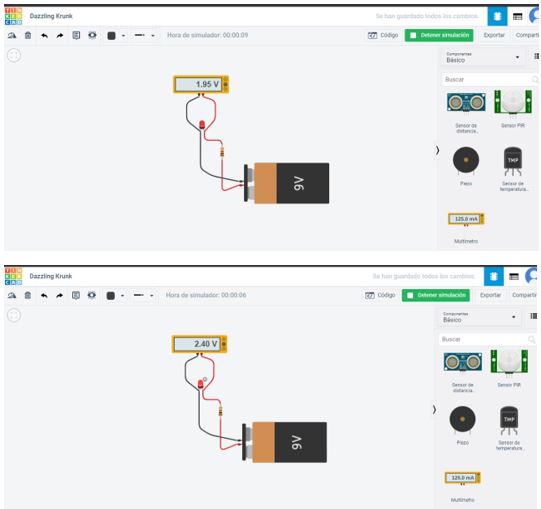 TIN
KER
CAD
Dazzling Krunk
Se han guardado todos los cambios.
Hora de simulador: 00:00:09
Código
Detener simulación
Exportar
Comparti
Componentes
Básico
Buscar
1.95 V
9V
Sensor de
distancia...
Sensor PIR
TMP
Piezo
Sensor de
temperatura...
125.0 mA
Multímetro
TIN
KER
CAD
Dazzling Krunk
Se han guardado todos los cambios.
Hora de simulador: 00:00:06
Código
Detener simulación
Exportar
Compartir
Componentes
Básico
Buscar
2.40 V
9V
Sensor de
distancia...
Sensor PIR
TMP
Piezo
Sensor de
temperatura...
125.0 mA
Multímetro